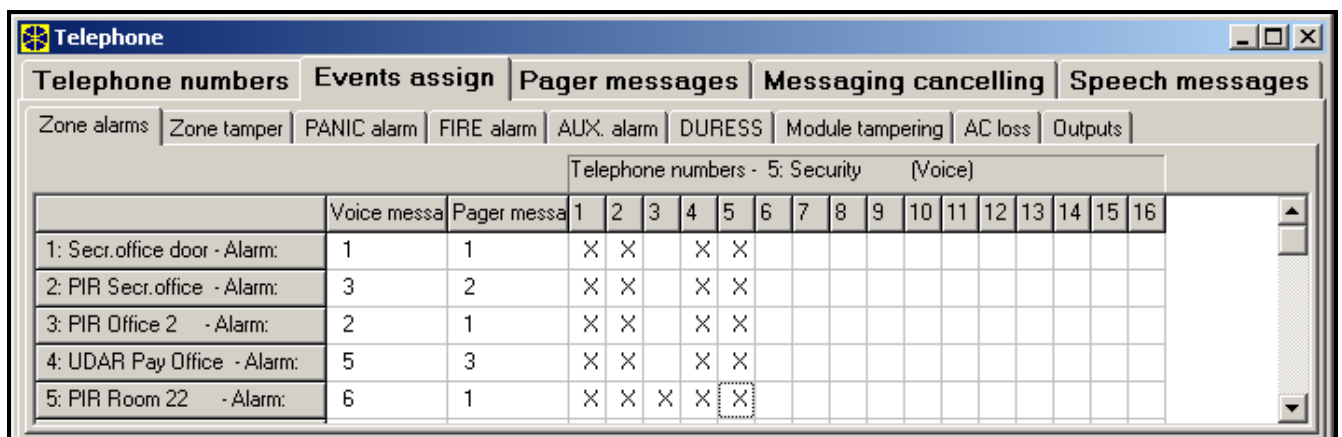 Telephone
Telephone numbers Events assign Pager messages Messaging cancelling Speech messages
Zone alarms Zone tamper PANIC alarm FIRE alarm AUX. alarm DURESS Module tampering AC loss Outputs
Telephone numbers - 5: Security (Voice)
Voice messa Pager messa 1 2 3 4 5 6 7 8 9 10 11 12 13 14 15 16
1: Secr.office door - Alarm: 1 1 X X X X
2: PIR Secr.office - Alarm: 3 2 X X X X
3: PIR Office 2 - Alarm: 2 1 X X X X
4: UDAR Pay Office - Alarm: 5 3 X X X X
5: PIR Room 22 - Alarm: 6 1 X X X X X